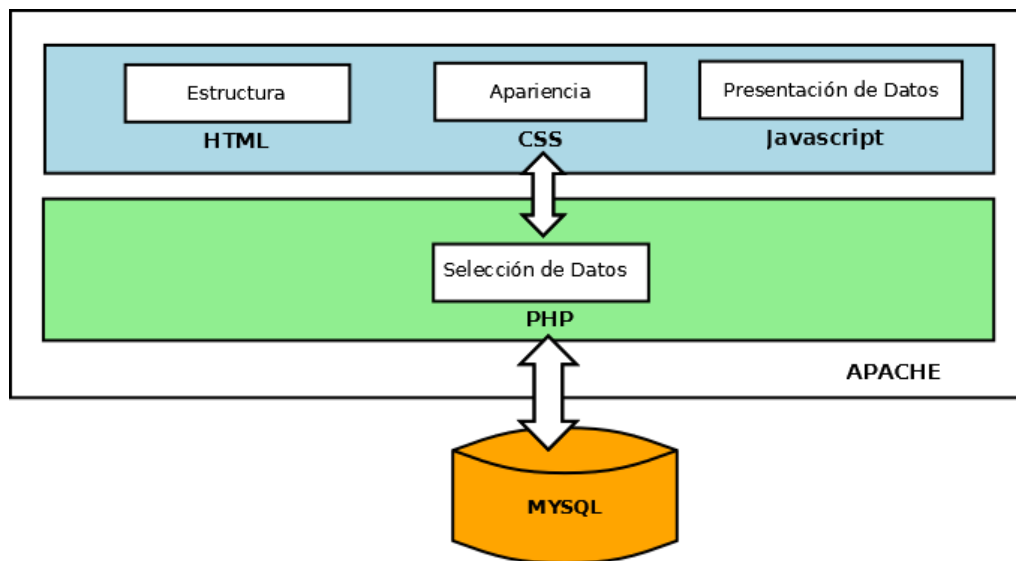 Estructura
HTML
Apariencia
CSS
Presentación de Datos
Javascript
Selección de Datos
PHP
APACHE
MYSQL